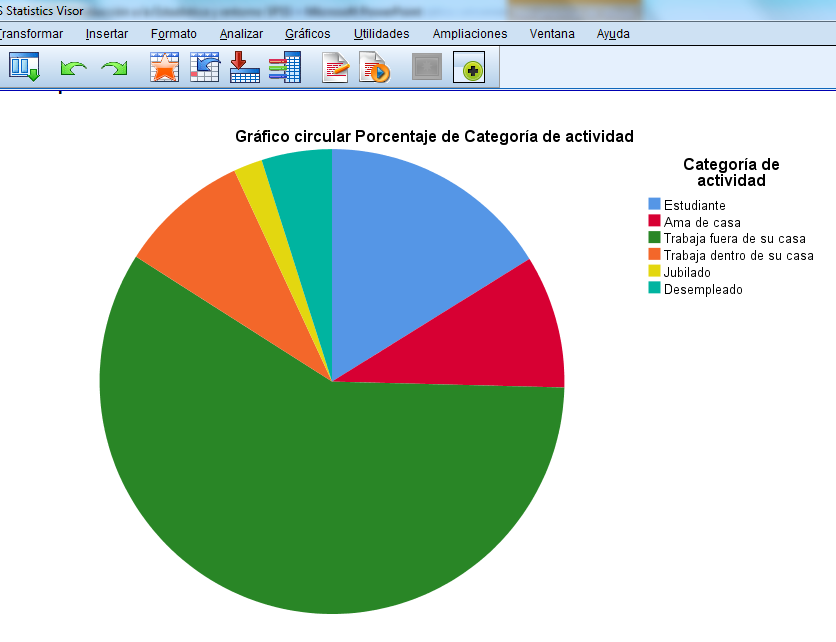 S Statistics Visor
Transformar Insertar Formato Analizar Gráficos Utilidades Ampliaciones Ventana Ayuda
Gráfico circular Porcentaje de Categoría de actividad
Categoría de
actividad
Estudiante
Ama de casa
Trabaja fuera de su casa
Trabaja dentro de su casa
Jubilado
Desempleado